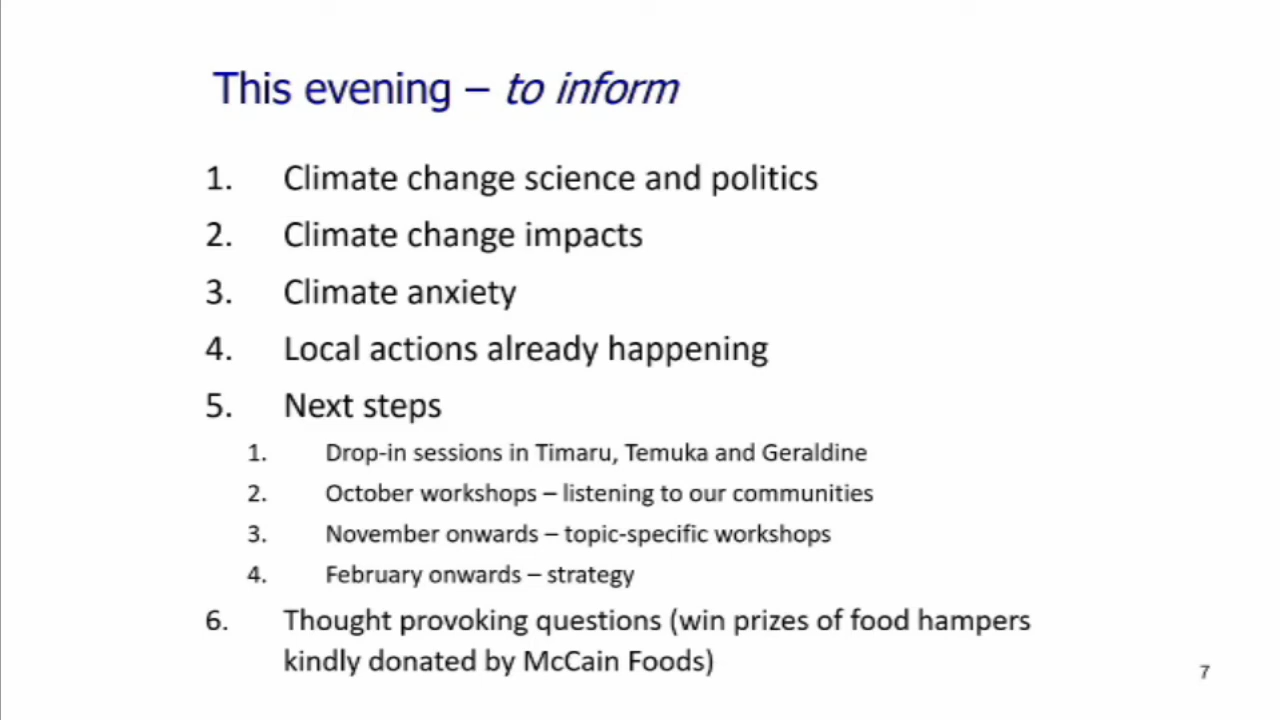 This evening – to inform
1. Climate change science and politics
2. Climate change impacts
3. Climate anxiety
4. Local actions already happening
5. Next steps
1. Drop-in sessions in Timaru, Temuka and Geraldine
2. October workshops – listening to our communities
3. November onwards – topic-specific workshops
4. February onwards – strategy
6. Thought provoking questions (win prizes of food hampers
kindly donated by McCain Foods)
7